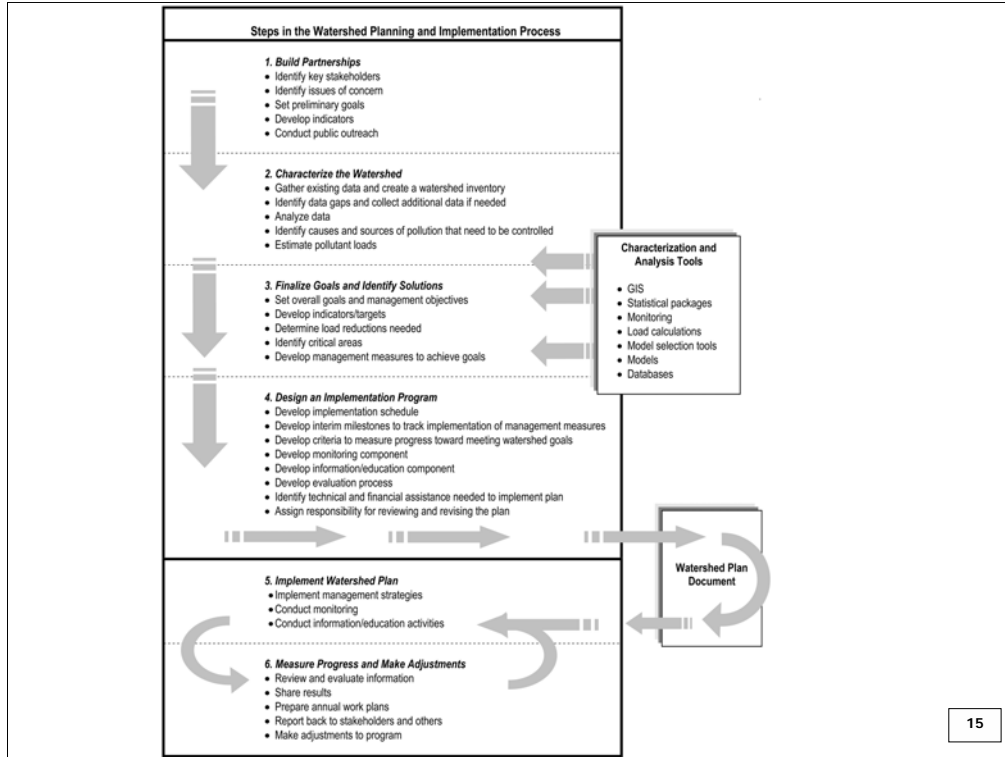 Steps in the Watershed Planning and Implementation Process
1. Build Partnerships
• Identify key stakeholders
• Identify issues of concern
• Set preliminary goals
• Develop indicators
• Conduct public outreach
2. Characterize the Watershed
• Gather existing data and create a watershed inventory
• Identify data gaps and collect additional data if needed
• Analyze data
• Identify causes and sources of pollution that need to be controlled
• Estimate pollutant loads
Characterization and
Analysis Tools
• GIS
• Statistical packages
• Monitoring
• Load calculations
• Model selection tools
• Models
• Databases
3. Finalize Goals and Identify Solutions
• Set overall goals and management objectives
• Develop indicators/targets
• Determine load reductions needed
• Identify critical areas
• Develop management measures to achieve goals
4. Design an Implementation Program
• Develop implementation schedule
• Develop interim milestones to track implementation of management measures
• Develop criteria to measure progress toward meeting watershed goals
• Develop monitoring component
• Develop information/education component
• Develop evaluation process
• Identify technical and financial assistance needed to implement plan
• Assign responsibility for reviewing and revising the plan
Watershed Plan
Document
5. Implement Watershed Plan
• Implement management strategies
• Conduct monitoring
• Conduct information/education activities
6. Measure Progress and Make Adjustments
• Review and evaluate information
• Share results
• Prepare annual work plans
• Report back to stakeholders and others
• Make adjustments to program
15